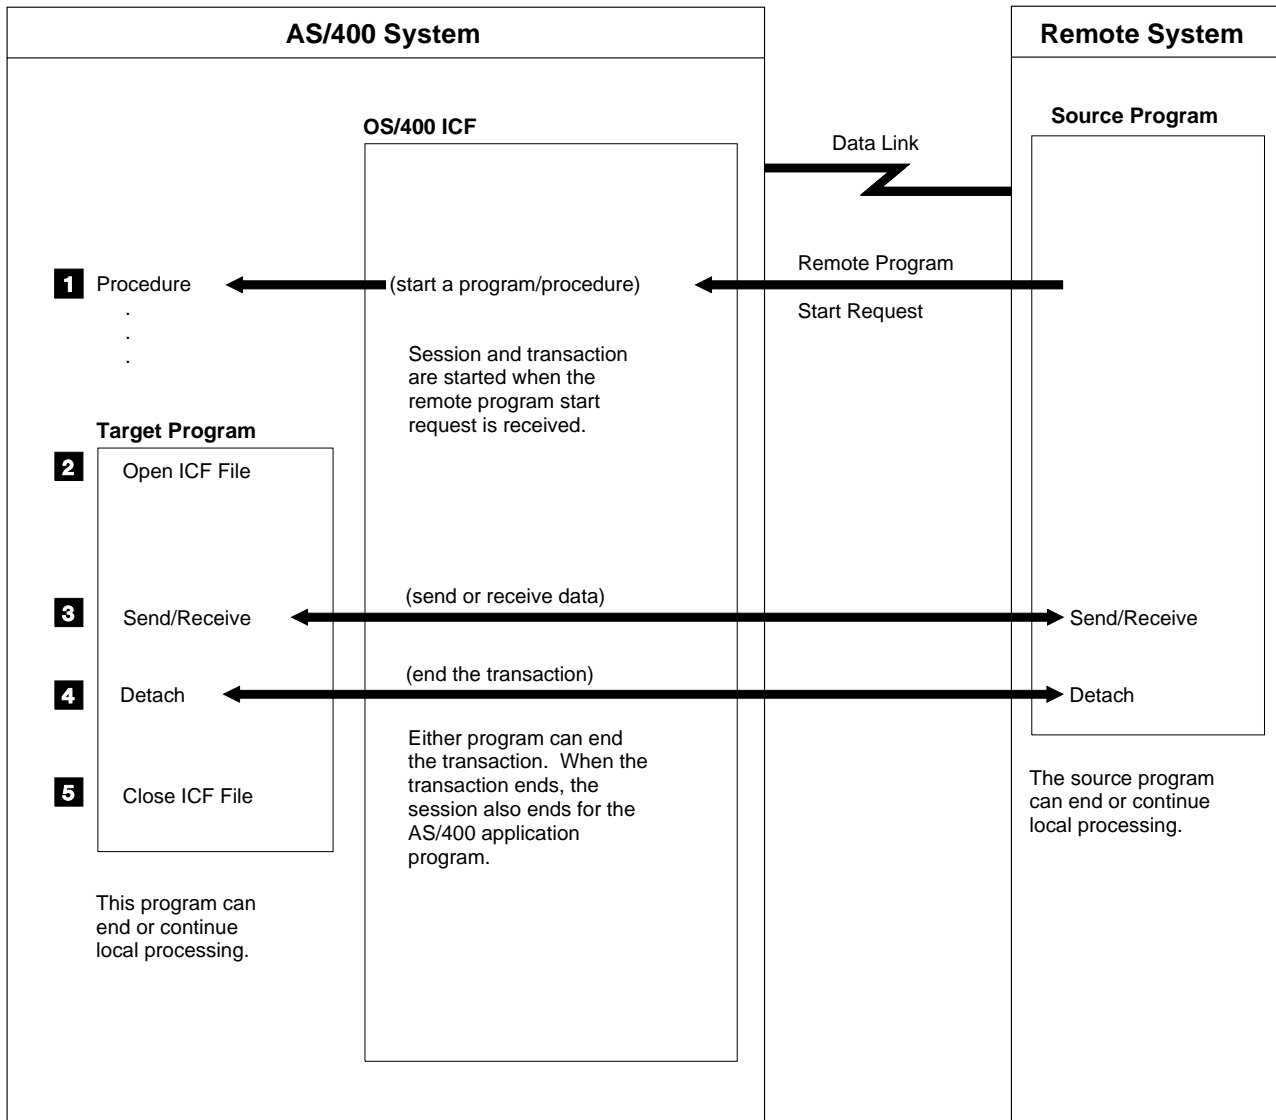 AS/400 System
Remote System
OS/400 ICF
Source Program
Data Link
1 Procedure
.
.
.
(start a program/procedure)
Remote Program
Start Request
Session and transaction
are started when the
remote program start
request is received.
Target Program
2 Open ICF File
3 Send/Receive
(send or receive data)
Send/Receive
4 Detach
(end the transaction)
Detach
Either program can end
the transaction. When the
transaction ends, the
session also ends for the
AS/400 application
program.
5 Close ICF File
The source program
can end or continue
local processing.
This program can
end or continue
local processing.